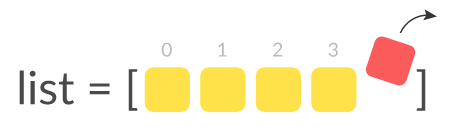 0 1 2 3
list = [ ]